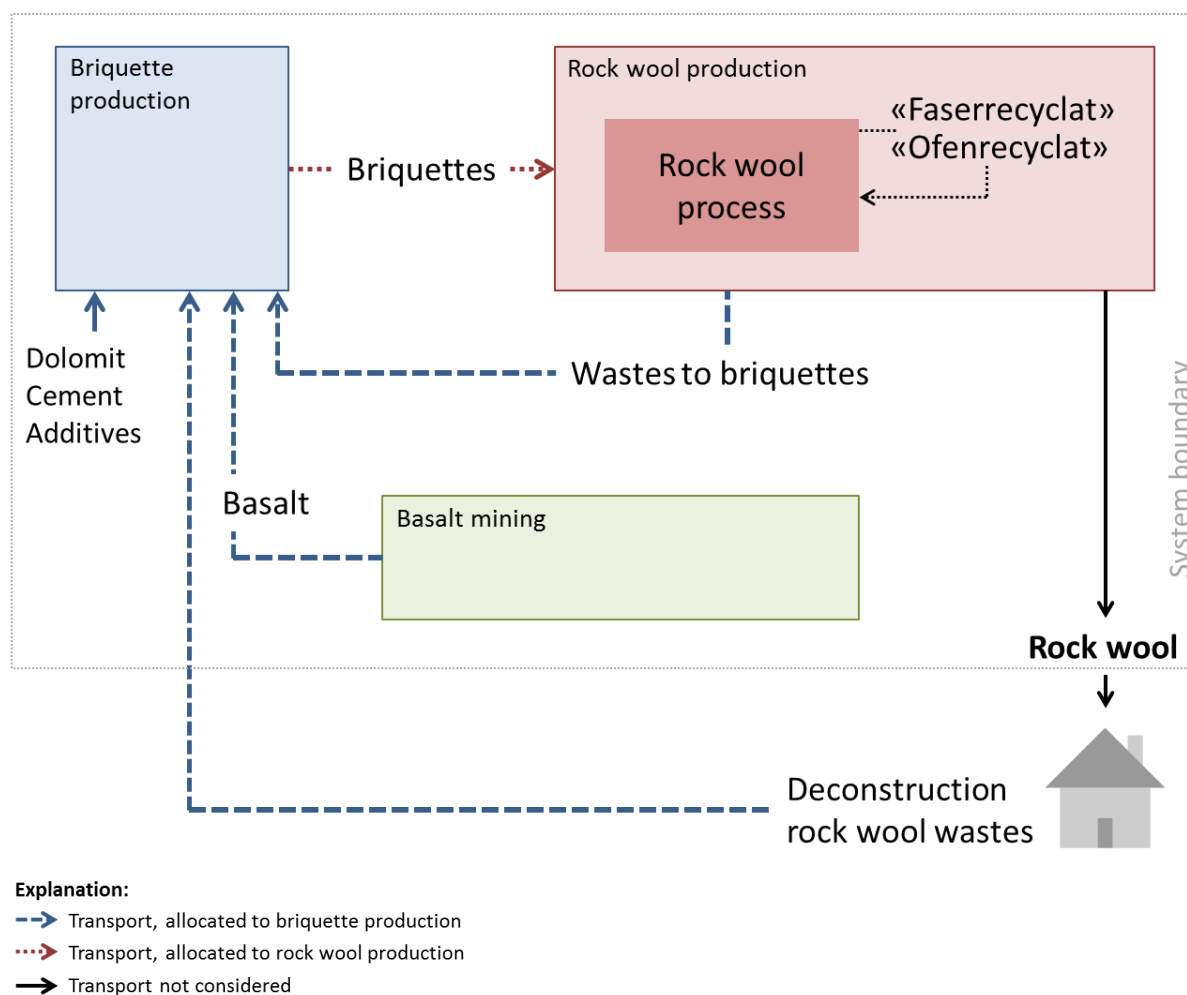 Briquette
production
Rock wool production
«Faserrecyclat»
«Ofenrecyclat»
Rock wool
process
Briquettes
Dolomit
Cement
Additives
Wastes to briquettes
Basalt
Basalt mining
System boundary
Rock wool
Deconstruction
rock wool wastes
Explanation:
Transport, allocated to briquette production
Transport, allocated to rock wool production
Transport not considered